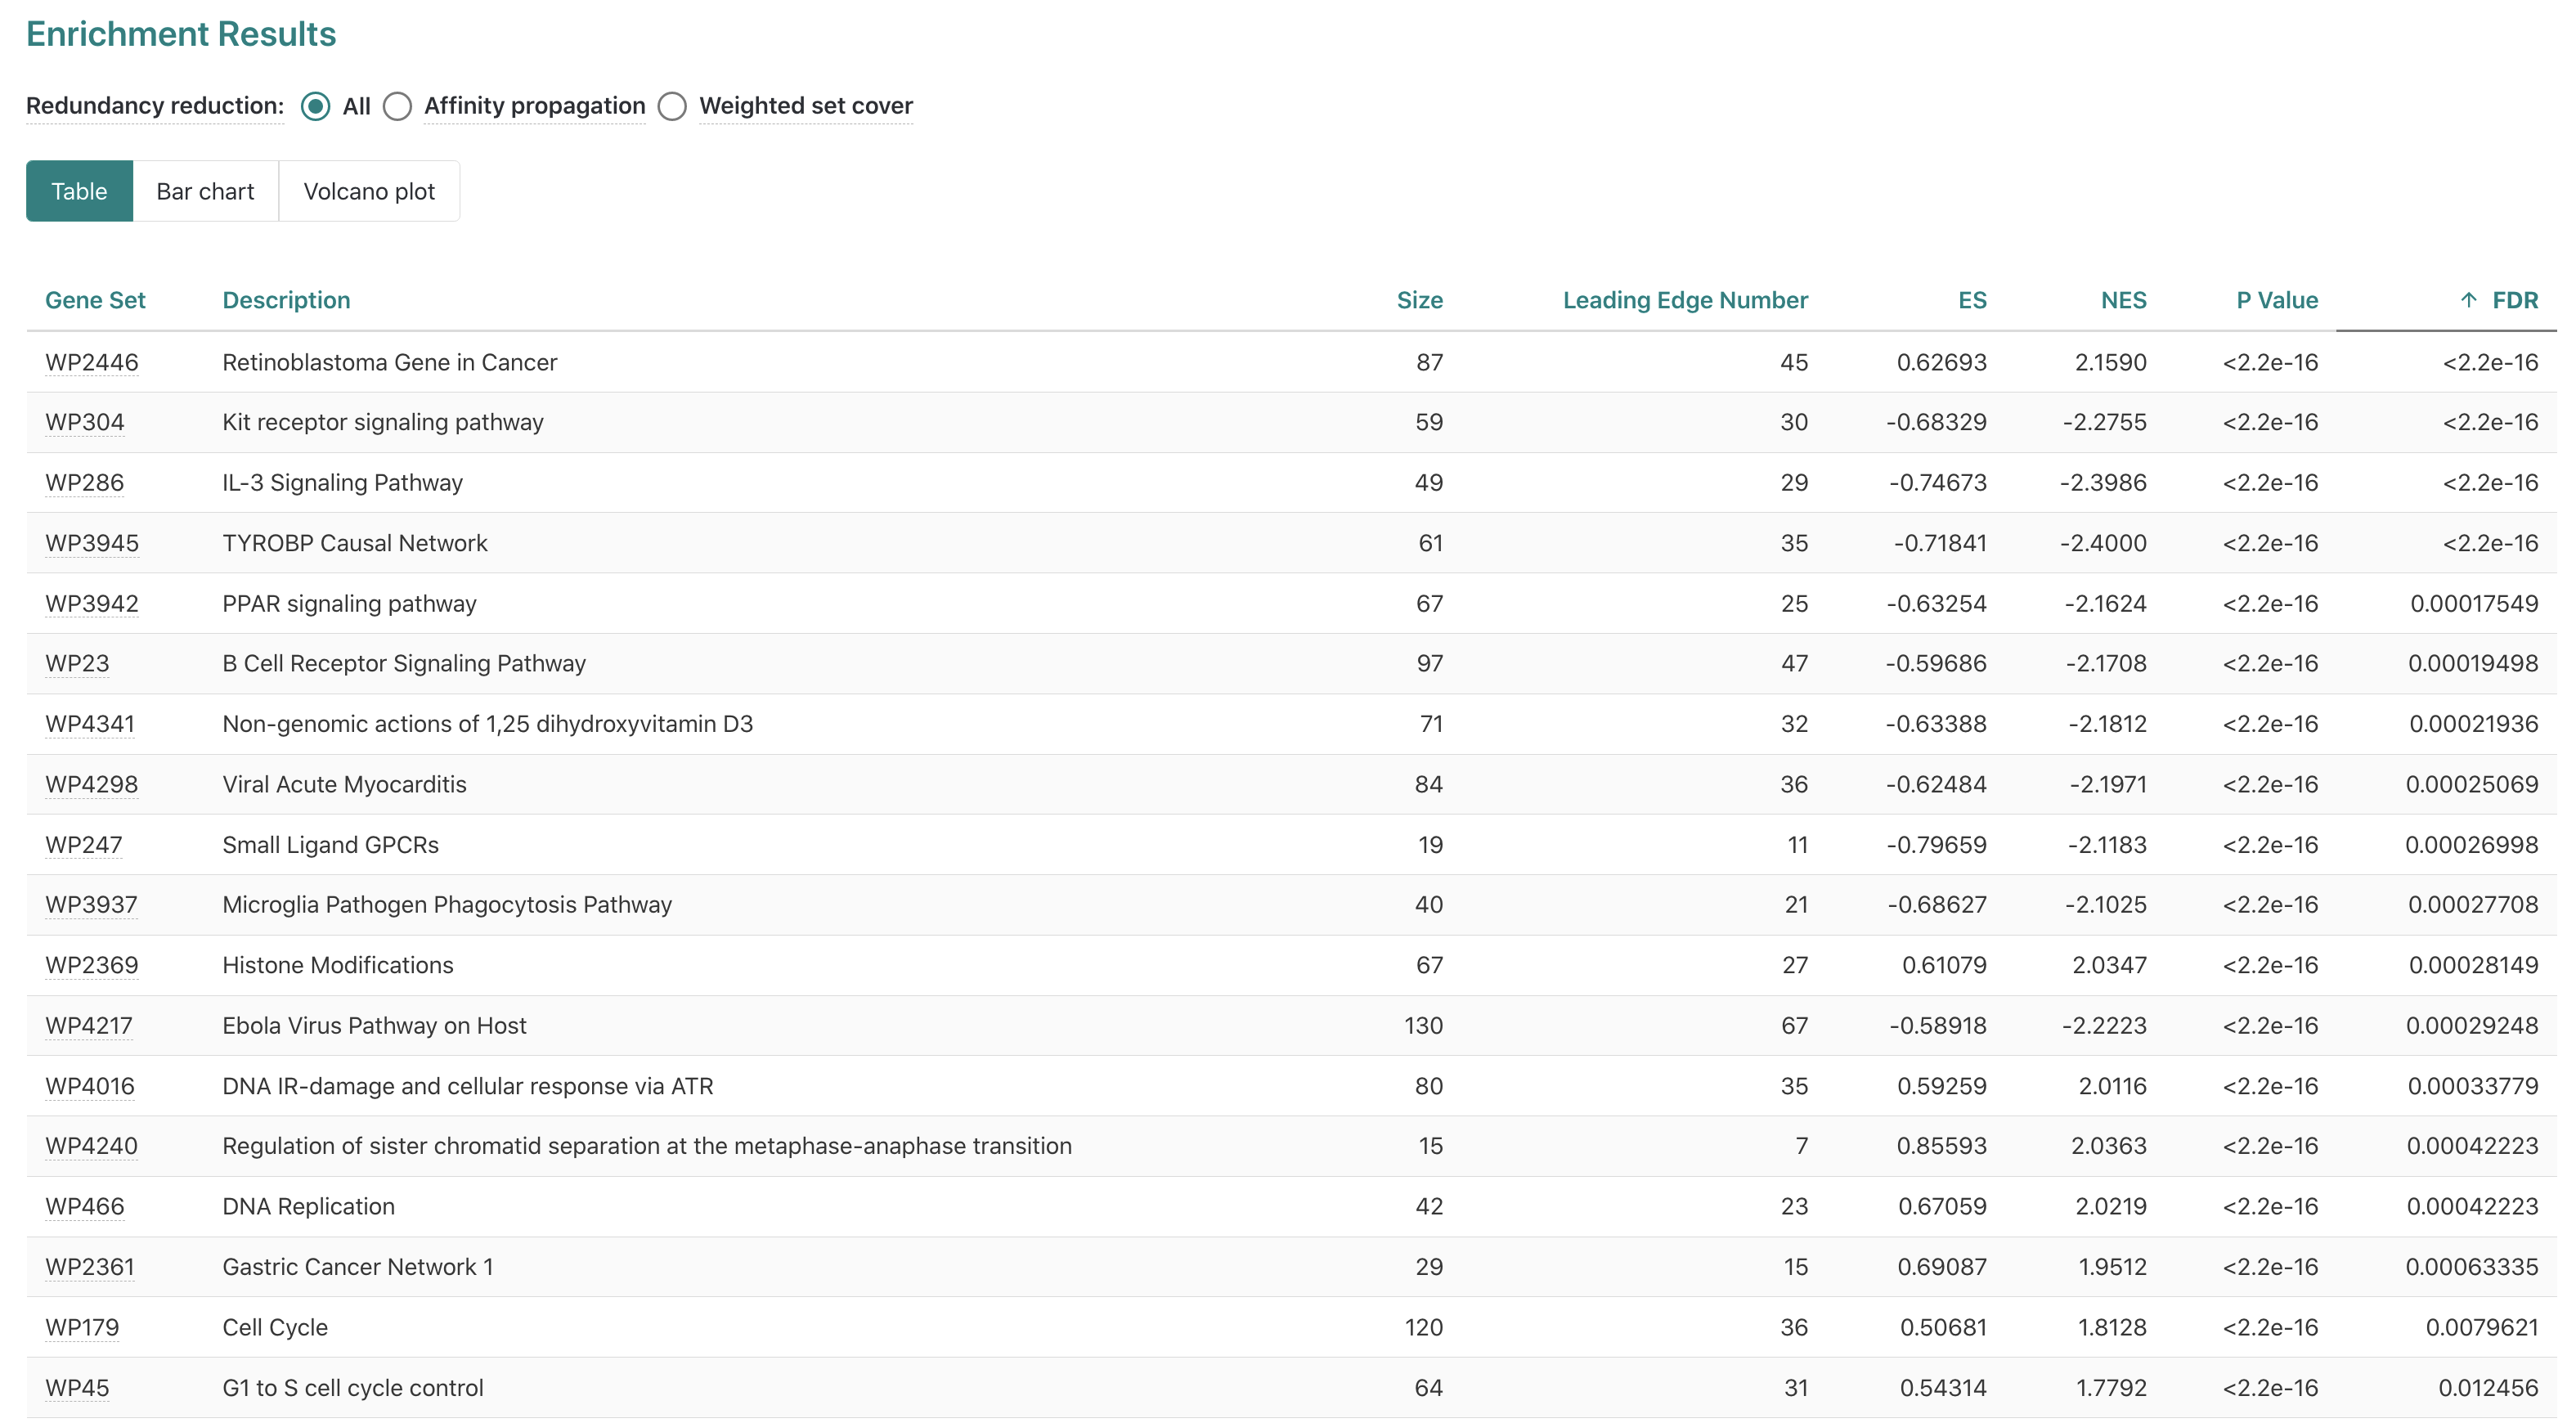 Enrichment Results
Redundancy reduction: All Affinity propagation Weighted set cover
Table Bar chart Volcano plot
Gene Set Description Size Leading Edge Number ES NES P Value ↑ FDR
WP2446 Retinoblastoma Gene in Cancer 87 45 0.62693 2.1590 <2.2e-16 <2.2e-16
WP304 Kit receptor signaling pathway 59 30 -0.68329 -2.2755 <2.2e-16 <2.2e-16
WP286 IL-3 Signaling Pathway 49 29 -0.74673 -2.3986 <2.2e-16 <2.2e-16
WP3945 TYROBP Causal Network 61 35 -0.71841 -2.4000 <2.2e-16 <2.2e-16
WP3942 PPAR signaling pathway 67 25 -0.63254 -2.1624 <2.2e-16 0.00017549
WP23 B Cell Receptor Signaling Pathway 97 47 -0.59686 -2.1708 <2.2e-16 0.00019498
WP4341 Non-genomic actions of 1,25 dihydroxyvitamin D3 71 32 -0.63388 -2.1812 <2.2e-16 0.00021936
WP4298 Viral Acute Myocarditis 84 36 -0.62484 -2.1971 <2.2e-16 0.00025069
WP247 Small Ligand GPCRs 19 11 -0.79659 -2.1183 <2.2e-16 0.00026998
WP3937 Microglia Pathogen Phagocytosis Pathway 40 21 -0.68627 -2.1025 <2.2e-16 0.00027708
WP2369 Histone Modifications 67 27 0.61079 2.0347 <2.2e-16 0.00028149
WP4217 Ebola Virus Pathway on Host 130 67 -0.58918 -2.2223 <2.2e-16 0.00029248
WP4016 DNA IR-damage and cellular response via ATR 80 35 0.59259 2.0116 <2.2e-16 0.00033779
WP4240 Regulation of sister chromatid separation at the metaphase-anaphase transition 15 7 0.85593 2.0363 <2.2e-16 0.00042223
WP466 DNA Replication 42 23 0.67059 2.0219 <2.2e-16 0.00042223
WP2361 Gastric Cancer Network 1 29 15 0.69087 1.9512 <2.2e-16 0.00063335
WP179 Cell Cycle 120 36 0.50681 1.8128 <2.2e-16 0.0079621
WP45 G1 to S cell cycle control 64 31 0.54314 1.7792 <2.2e-16 0.012456